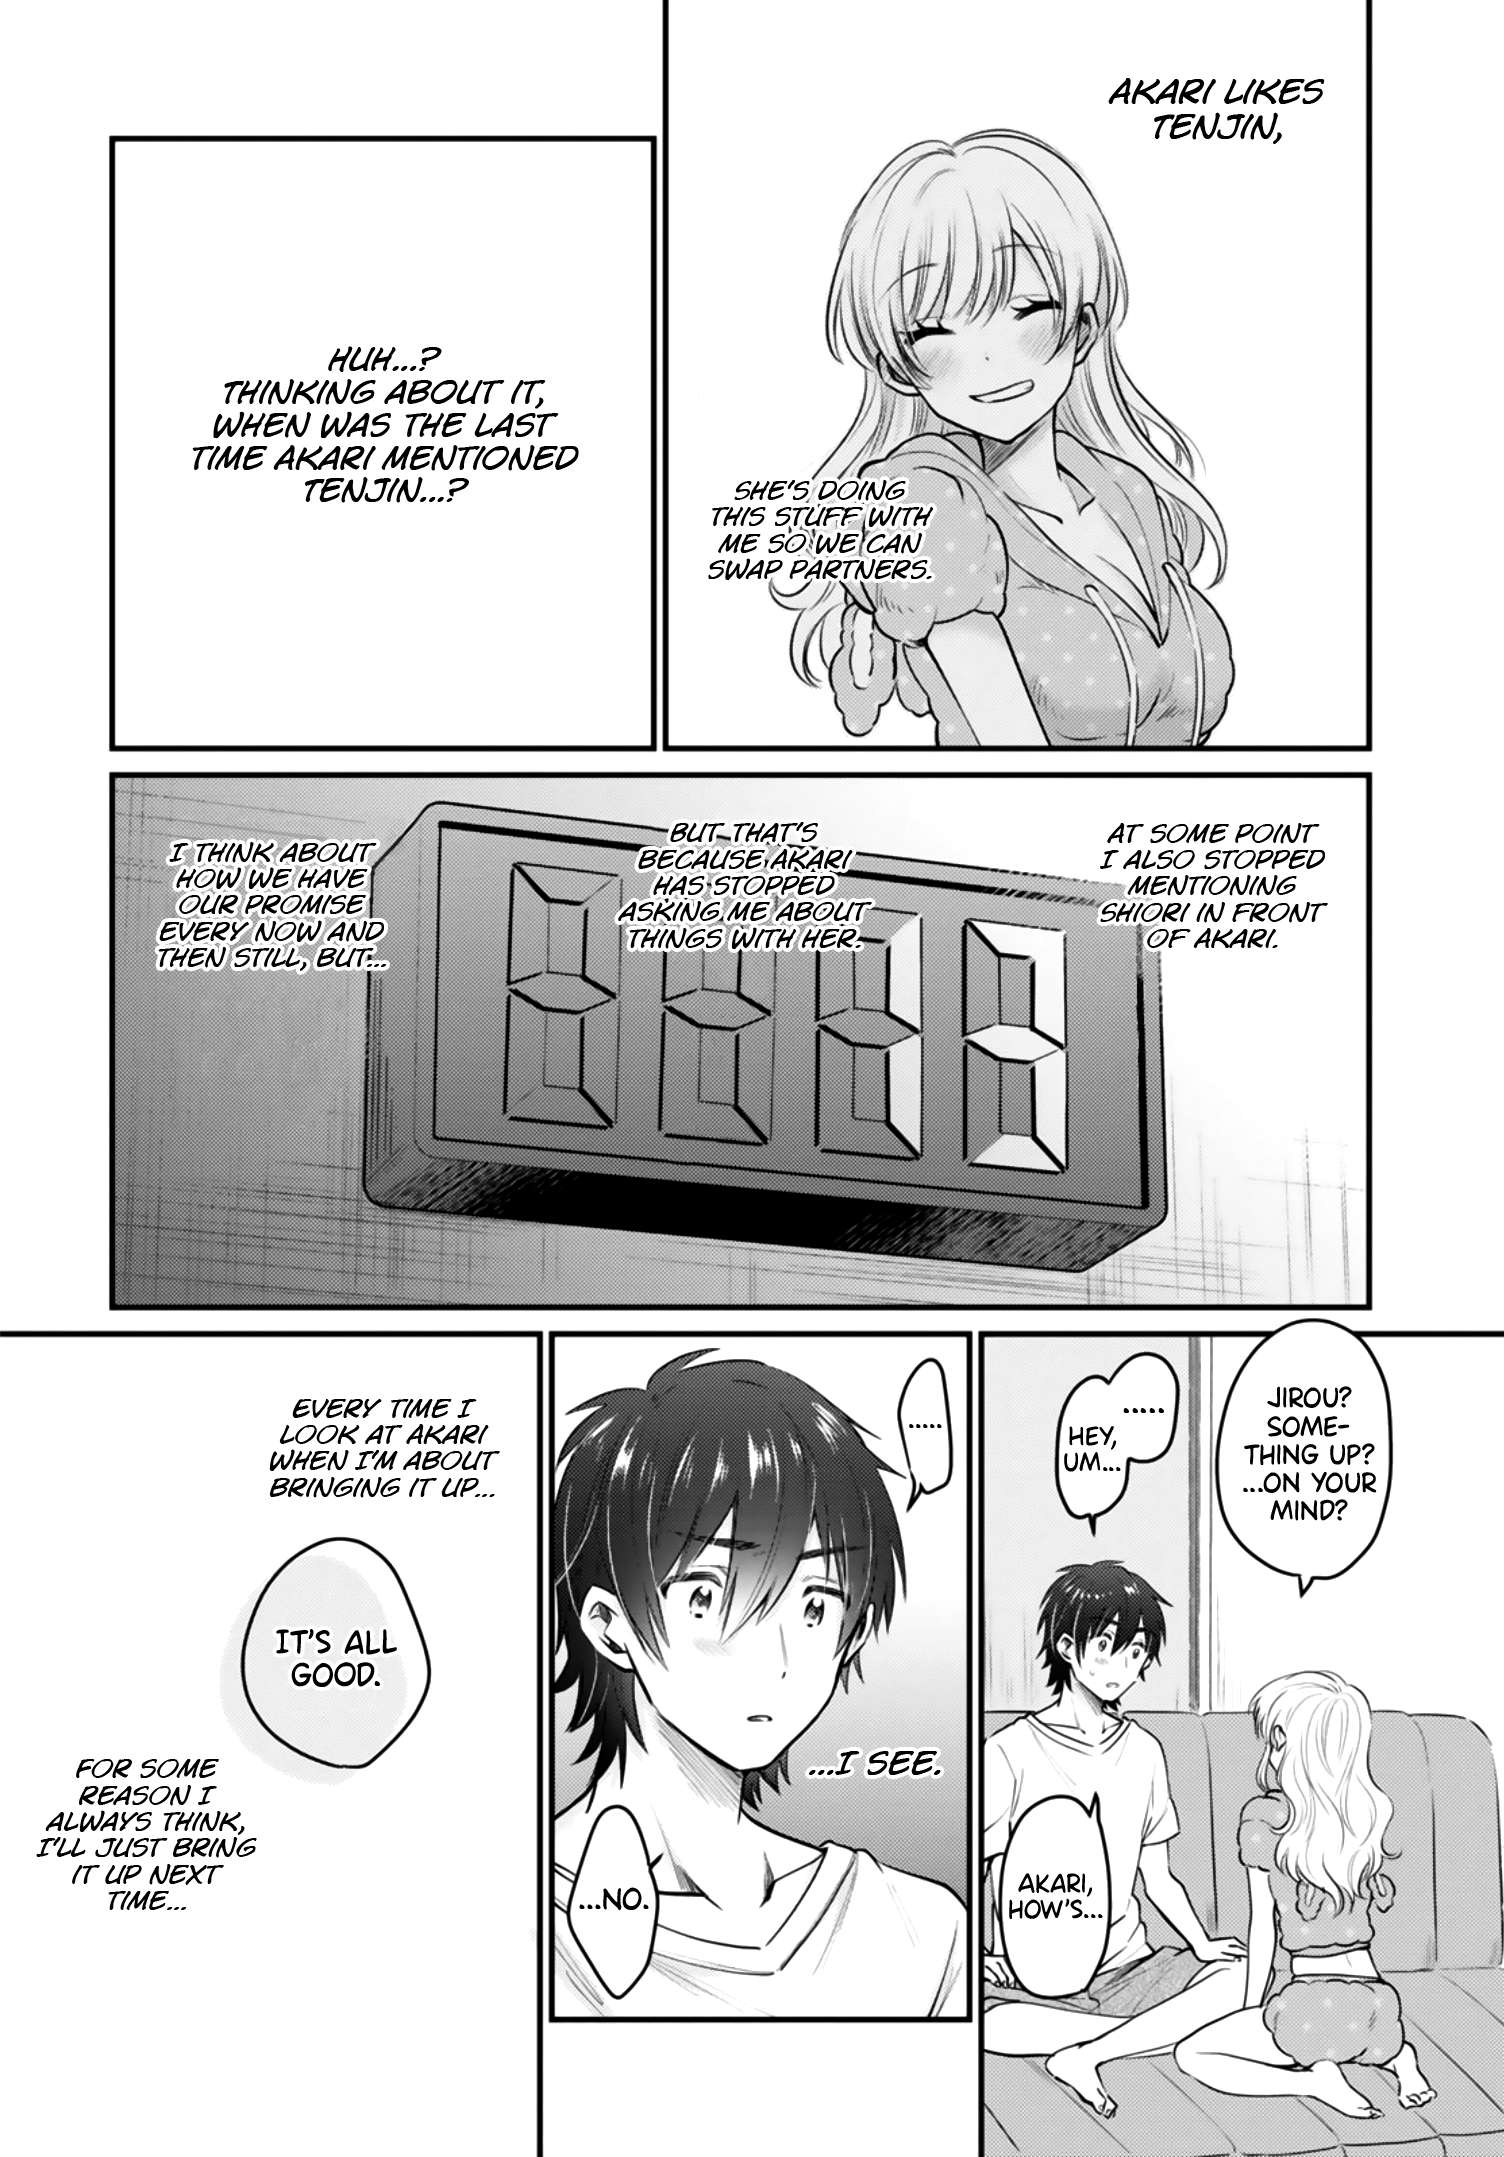 AKARI LIKES
TENJIN,
SHE'S DOING
THIS STUFF WITH
ME SO WE CAN
SWAP PARTNERS.
HUH...?
THINKING ABOUT IT,
WHEN WAS THE LAST
TIME AKARI MENTIONED
TENJIN...?
AT SOME POINT
I ALSO STOPPED
MENTIONING
SHIORI IN FRONT
OF AKARI.
BUT THAT'S
BECAUSE AKARI
HAS STOPPED
ASKING ME ABOUT
THINGS WITH HER.
I THINK ABOUT
HOW WE HAVE
OUR PROMISE
EVERY NOW AND
THEN STILL, BUT...
JIROU?
SOME-
THING UP?
...ON YOUR
MIND?
.....
HEY,
UM...
AKARI,
HOW'S...
.....
...I SEE.
...NO.
EVERY TIME I
LOOK AT AKARI
WHEN I'M ABOUT
BRINGING IT UP...
IT'S ALL
GOOD.
FOR SOME
REASON I
ALWAYS THINK,
I'LL JUST BRING
IT UP NEXT
TIME...